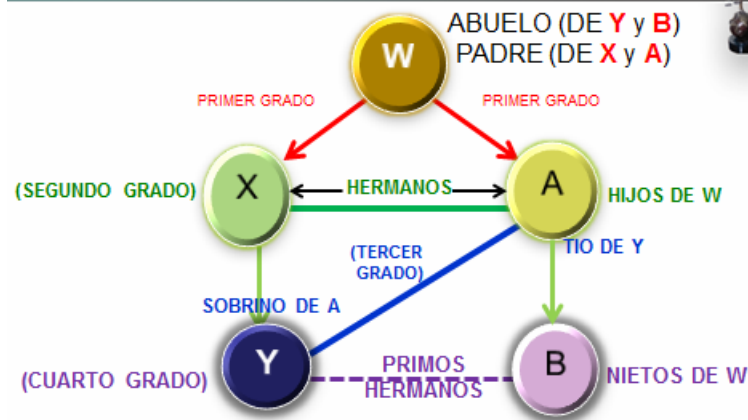 ABUELO (DE Y y B)
PADRE (DE X y A)
W
PRIMER GRADO
PRIMER GRADO
(SEGUNDO GRADO)
X
HERMANOS
A
HIJOS DE W
(TERCER
GRADO)
TIO DE Y
SOBRINO DE A
(CUARTO GRADO)
Y
PRIMOS
HERMANOS
B
NIETOS DE W